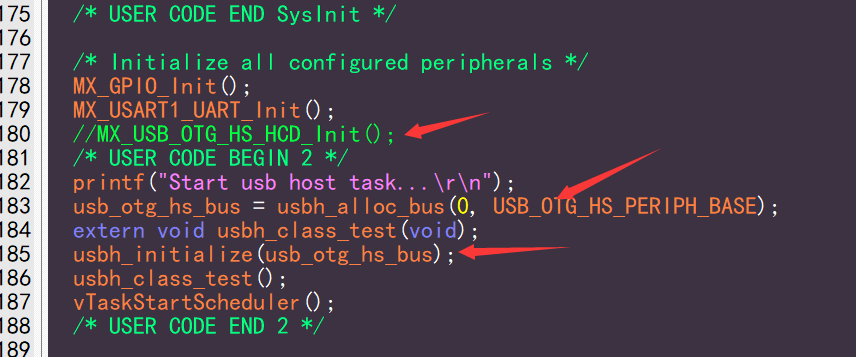 175 /* USER CODE END SysInit */
176
177 /* Initialize all configured peripherals */
178 MX_GPIO_Init();
179 MX_USART1_UART_Init();
180 //MX_USB_OTG_HS_HCD_Init();
181 /* USER CODE BEGIN 2 */
182 printf("Start usb host task...\r\n");
183 usb_otg_hs_bus = usbh_alloc_bus(0, USB_OTG_HS_PERIPH_BASE);
184 extern void usbh_class_test(void);
185 usbh_initialize(usb_otg_hs_bus);
186 usbh_class_test();
187 vTaskStartScheduler();
188 /* USER CODE END 2 */
189